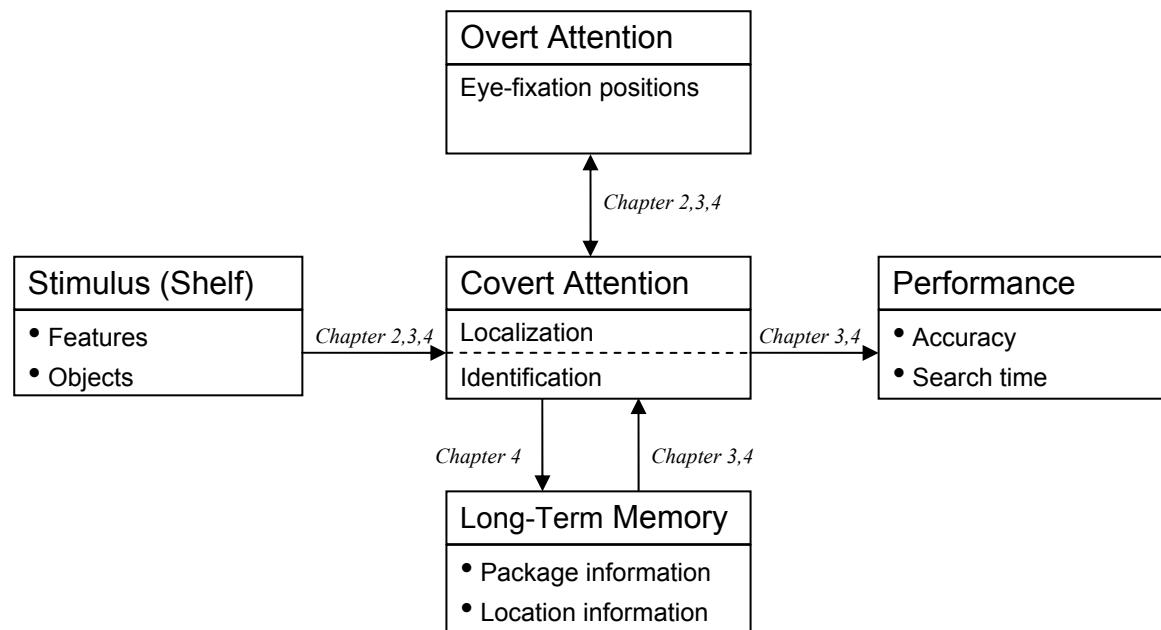 Overt Attention
Eye-fixation positions
Chapter 2,3,4
Stimulus (Shelf)
• Features
• Objects
Chapter 2,3,4
Covert Attention
Localization
Identification
Chapter 3,4
Performance
• Accuracy
• Search time
Chapter 4
Chapter 3,4
Long-Term Memory
• Package information
• Location information